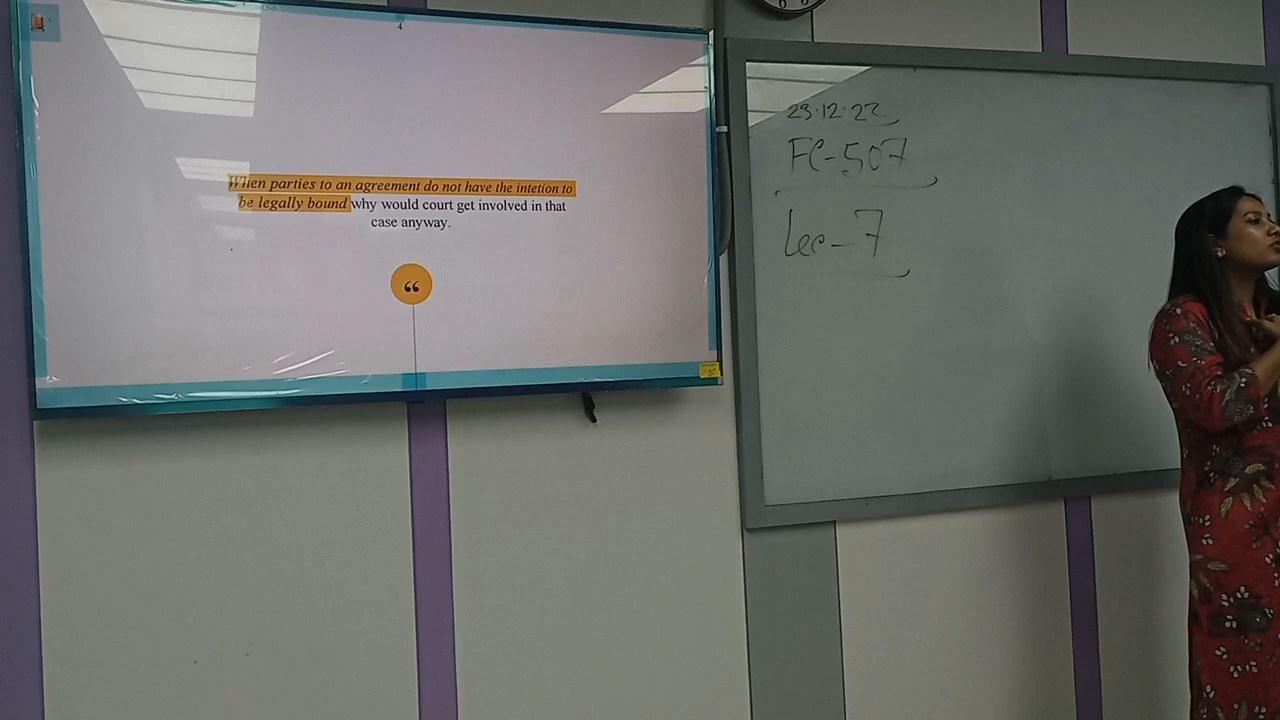 4
When parties to an agreement do not have the intetion to
be legally bound why would court get involved in that
case anyway.
“
23.12.22
FC-507
Lec-7